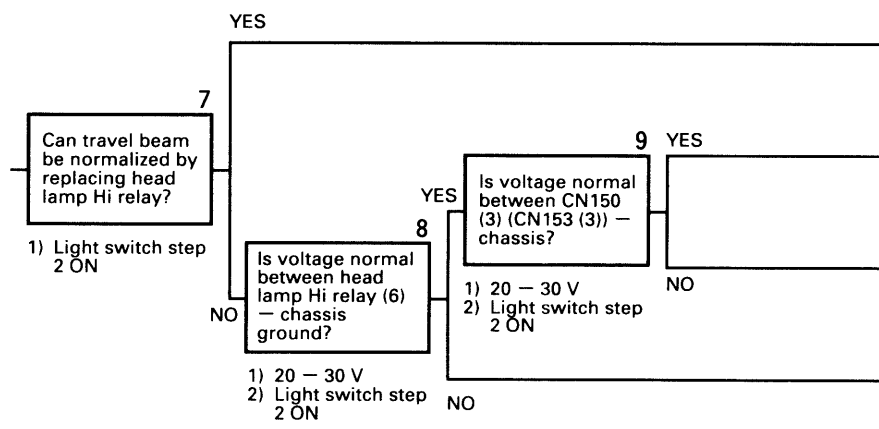 YES
7
Can travel beam
be normalized by
replacing head
lamp Hi relay?
1) Light switch step
2 ON
NO
8
Is voltage normal
between head
lamp Hi relay (6)
— chassis
ground?
1) 20 — 30 V
2) Light switch step
2 ON
YES
NO
9
Is voltage normal
between CN150
(3) (CN153 (3)) —
chassis?
1) 20 — 30 V
2) Light switch step
2 ON
YES
NO